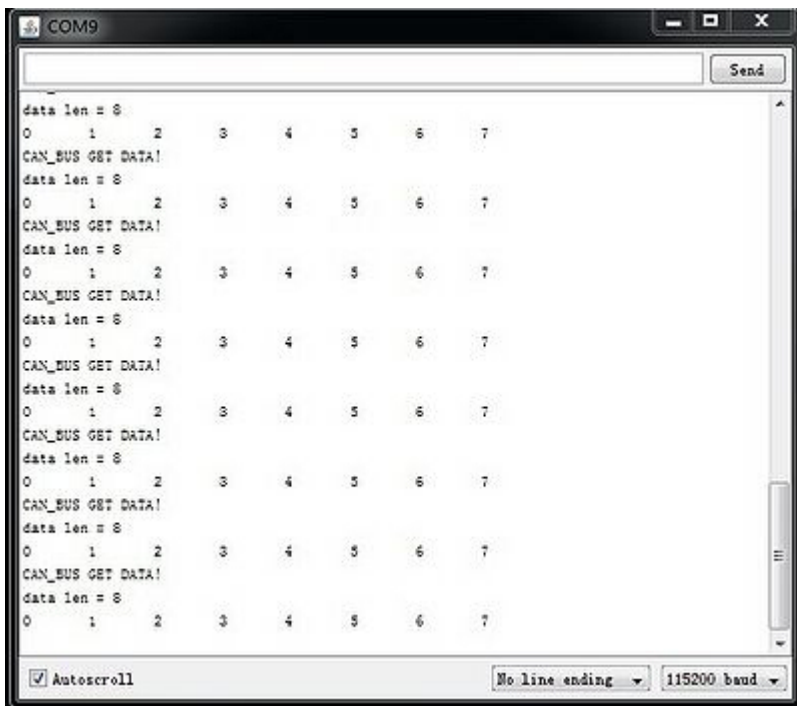 COM9
Send
data len = 8
0 1 2 3 4 5 6 7
CAN_BUS GET DATA!
data len = 8
0 1 2 3 4 5 6 7
CAN_BUS GET DATA!
data len = 8
0 1 2 3 4 5 6 7
CAN_BUS GET DATA!
data len = 8
0 1 2 3 4 5 6 7
CAN_BUS GET DATA!
data len = 8
0 1 2 3 4 5 6 7
CAN_BUS GET DATA!
data len = 8
0 1 2 3 4 5 6 7
CAN_BUS GET DATA!
data len = 8
0 1 2 3 4 5 6 7
CAN_BUS GET DATA!
data len = 8
0 1 2 3 4 5 6 7
Autoscroll
No line ending
115200 baud